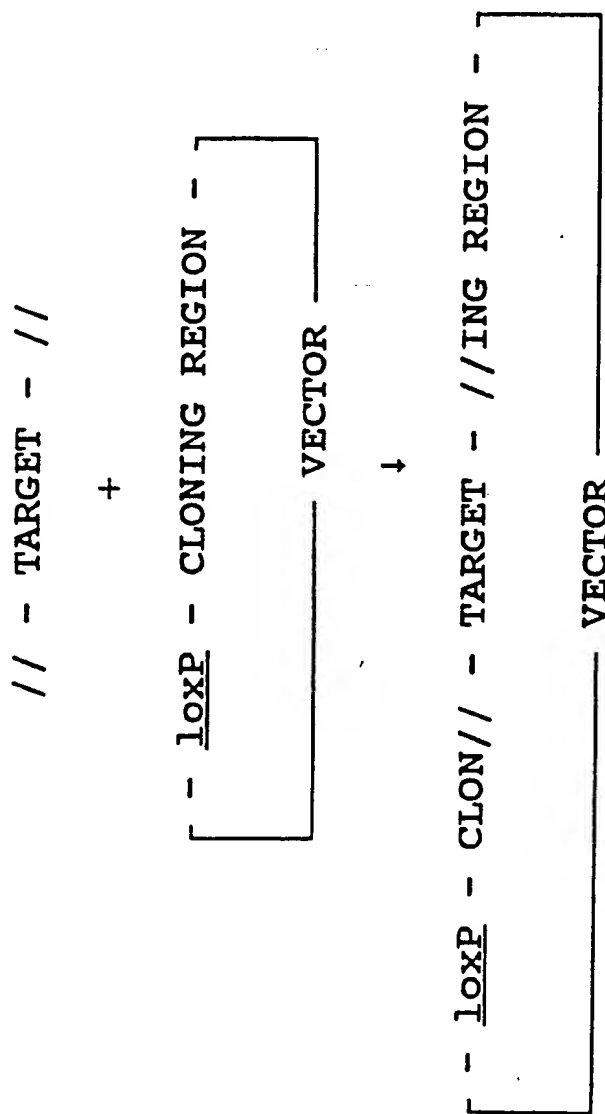 // - TARGET - //
+
- loxP - CLONING REGION -
VECTOR
↓
- loxP - CLON// - TARGET - //ING REGION -
VECTOR